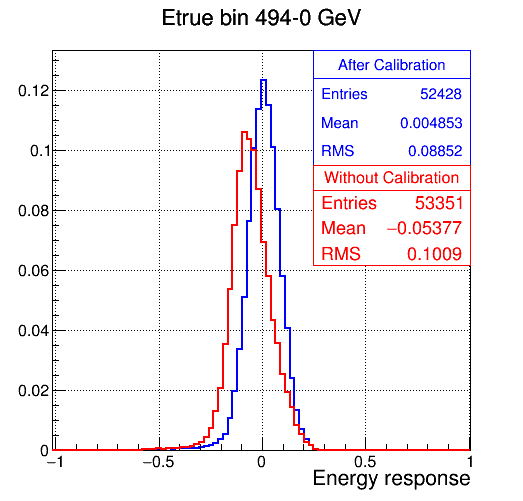 Etrue bin 494-0 GeV
After Calibration
Entries 52428
Mean 0.004853
RMS 0.08852
Without Calibration
Entries 53351
Mean −0.05377
RMS 0.1009
0.12
0.1
0.08
0.06
0.04
0.02
0
−1 −0.5 0 0.5 1
Energy response